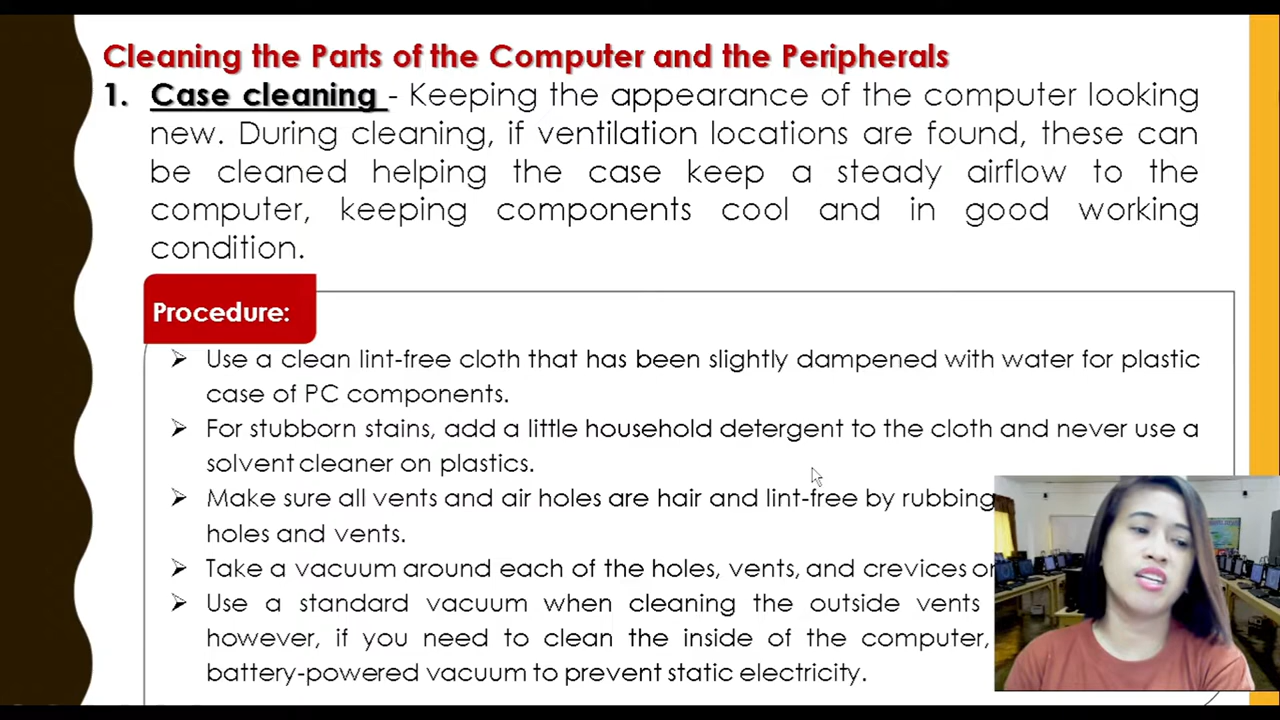 Cleaning the Parts of the Computer and the Peripherals
1. Case cleaning - Keeping the appearance of the computer looking
new. During cleaning, if ventilation locations are found, these can
be cleaned helping the case keep a steady airflow to the
computer, keeping components cool and in good working
condition.
Procedure:
➢ Use a clean lint-free cloth that has been slightly dampened with water for plastic
case of PC components.
➢ For stubborn stains, add a little household detergent to the cloth and never use a
solvent cleaner on plastics.
➢ Make sure all vents and air holes are hair and lint-free by rubbing
holes and vents.
➢ Take a vacuum around each of the holes, vents, and crevices
➢ Use a standard vacuum when cleaning the outside vents
however, if you need to clean the inside of the computer,
battery-powered vacuum to prevent static electricity.